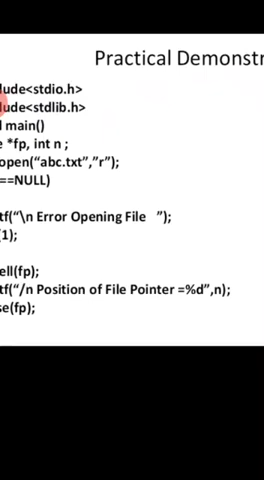 Practical Demonstr
lude<stdio.h>
lude<stdlib.h>
main()
*fp, int n ;
open(“abc.txt”,”r”);
==NULL)
tf(“\n Error Opening File ”);
(1);
ell(fp);
tf(“/n Position of File Pointer =%d”,n);
se(fp);